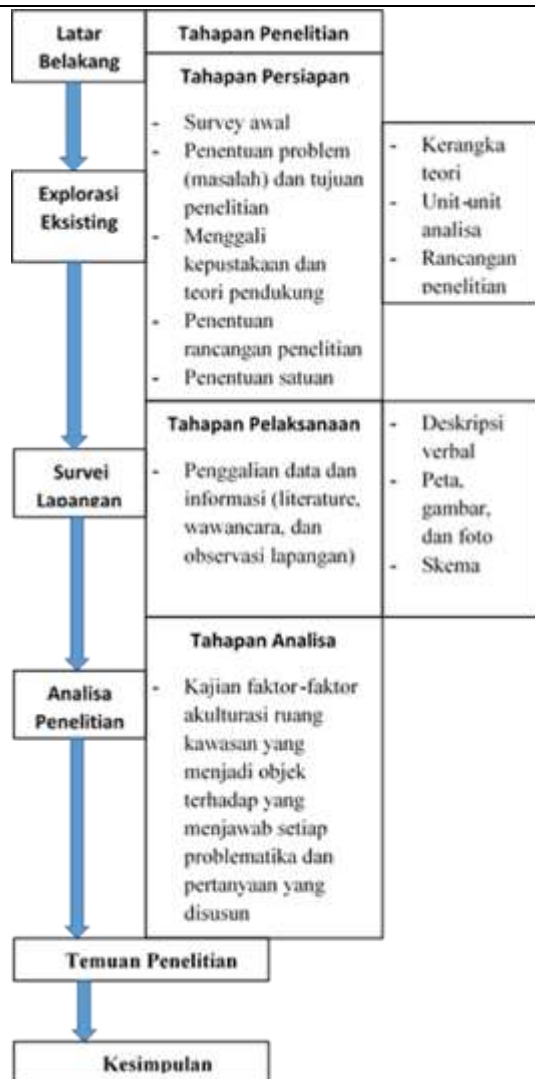 Latar
Belakang
Tahapan Penelitian
Tahapan Persiapan
- Survey awal
- Penentuan problem
(masalah) dan tujuan
penelitian
- Menggali
kepustakaan dan
teori pendukung
- Penentuan
rancangan penelitian
- Penentuan satuan
- Kerangka
teori
- Unit-unit
analisa
- Rancangan
penelitian
Explorasi
Eksisting
Tahapan Pelaksanaan
- Penggalian data dan
informasi (literature,
wawancara, dan
observasi lapangan)
- Deskripsi
verbal
- Peta,
gambar,
dan foto
- Skema
Survei
Lapangan
Tahapan Analisa
- Kajian faktor-faktor
akulturasi ruang
kawasan yang
menjadi objek
terhadap yang
menjawab setiap
problematika dan
pertanyaan yang
disusun
Analisa
Penelitian
Temuan Penelitian
Kesimpulan